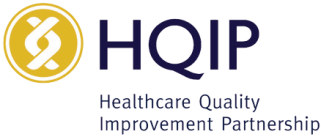 HQIP
Healthcare Quality
Improvement Partnership